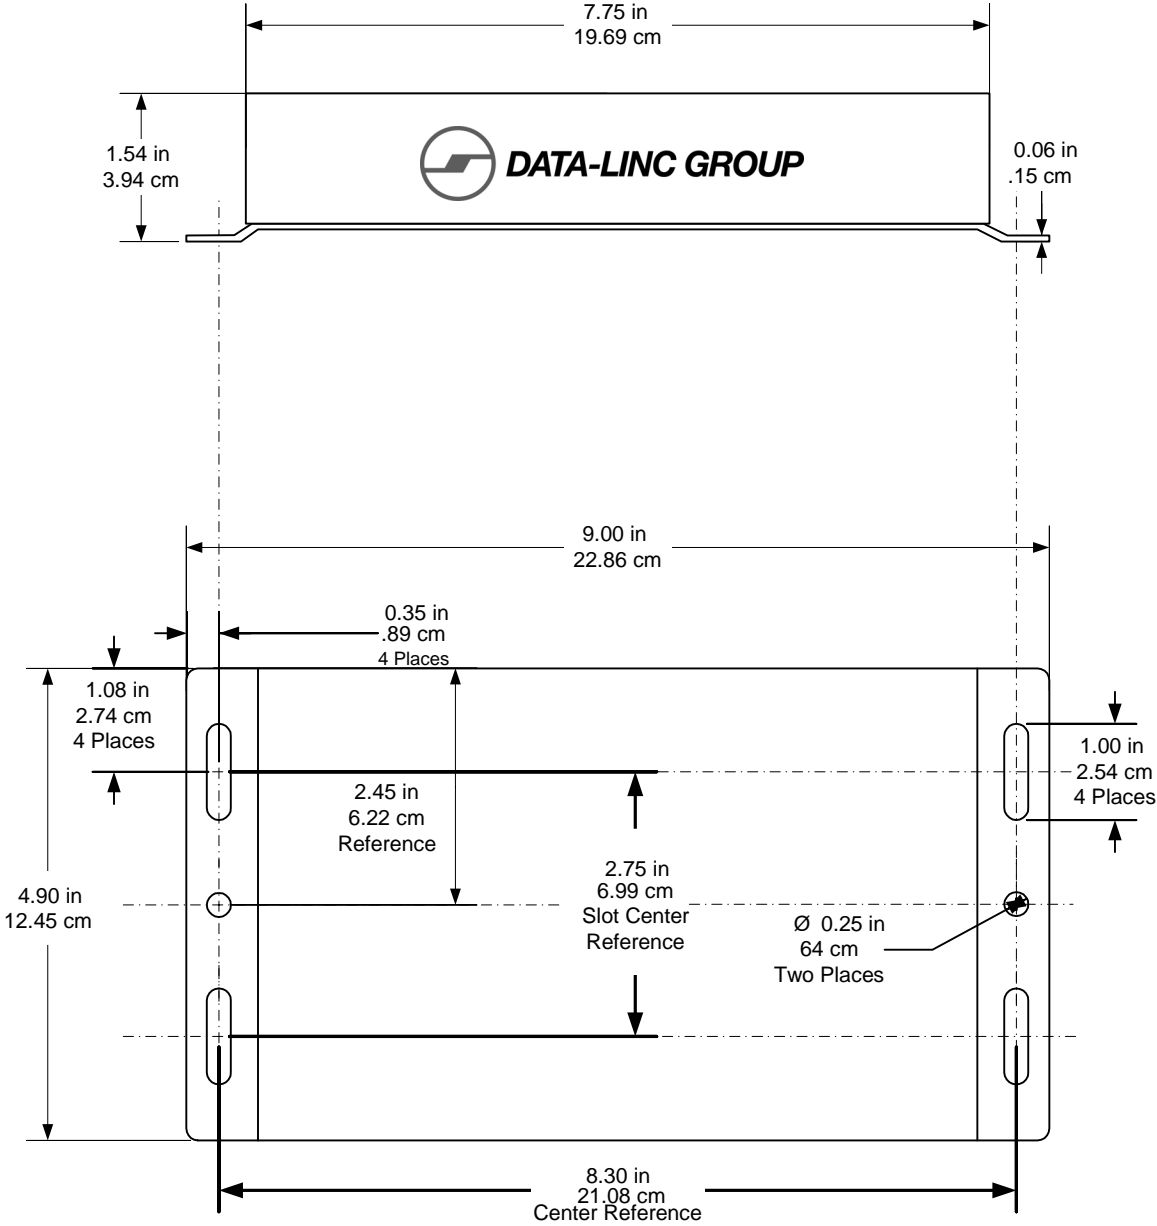 7.75 in
19.69 cm
1.54 in
3.94 cm
DATA-LINC GROUP
0.06 in
.15 cm
9.00 in
22.86 cm
0.35 in
.89 cm
4 Places
1.08 in
2.74 cm
4 Places
1.00 in
2.54 cm
4 Places
2.45 in
6.22 cm
Reference
2.75 in
6.99 cm
Slot Center
Reference
4.90 in
12.45 cm
Ø 0.25 in
64 cm
Two Places
8.30 in
21.08 cm
Center Reference